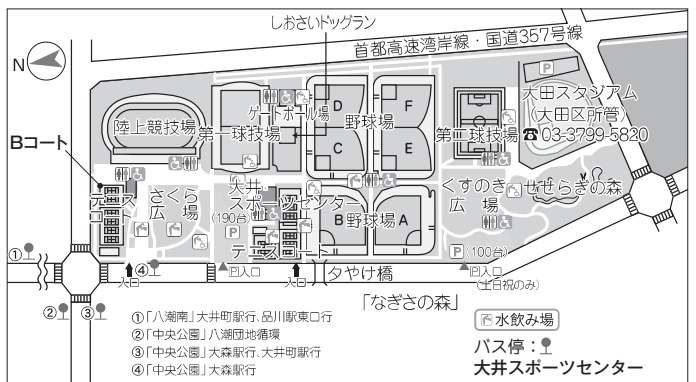 しおさいドッグラン
首都高速湾岸線・国道357号線
N
P
大田スタジアム
(大田区所管)
☎03-3799-5820
陸上競技場
第一球技場
ゲートボール場
D
F
C
E
野球場
第二球技場
Bコート
テニスコート
さくら広場
大井スポーツセンター
(190台)
P
テニスコート
B
A
野球場
くすのき広場
せせらぎの森
P
(100台)
①
④
入口
P入口
入口
夕やけ橋
P入口
(土日祝のみ)
②
③
「なぎさの森」
①「八潮南」大井町駅行、品川駅東口行
②「中央公園」八潮団地循環
③「中央公園」大森駅行、大井町駅行
④「中央公園」大森駅行
水飲み場
バス停:
大井スポーツセンター